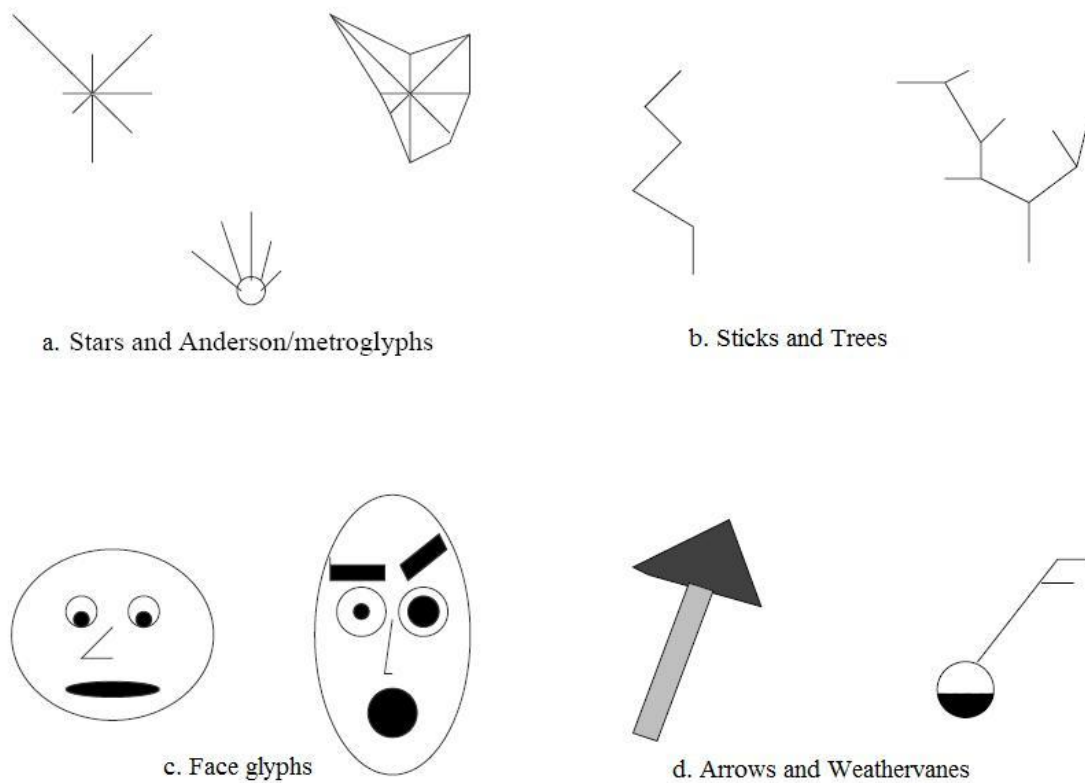 a. Stars and Anderson/metroglyphs
b. Sticks and Trees
c. Face glyphs
d. Arrows and Weathervanes